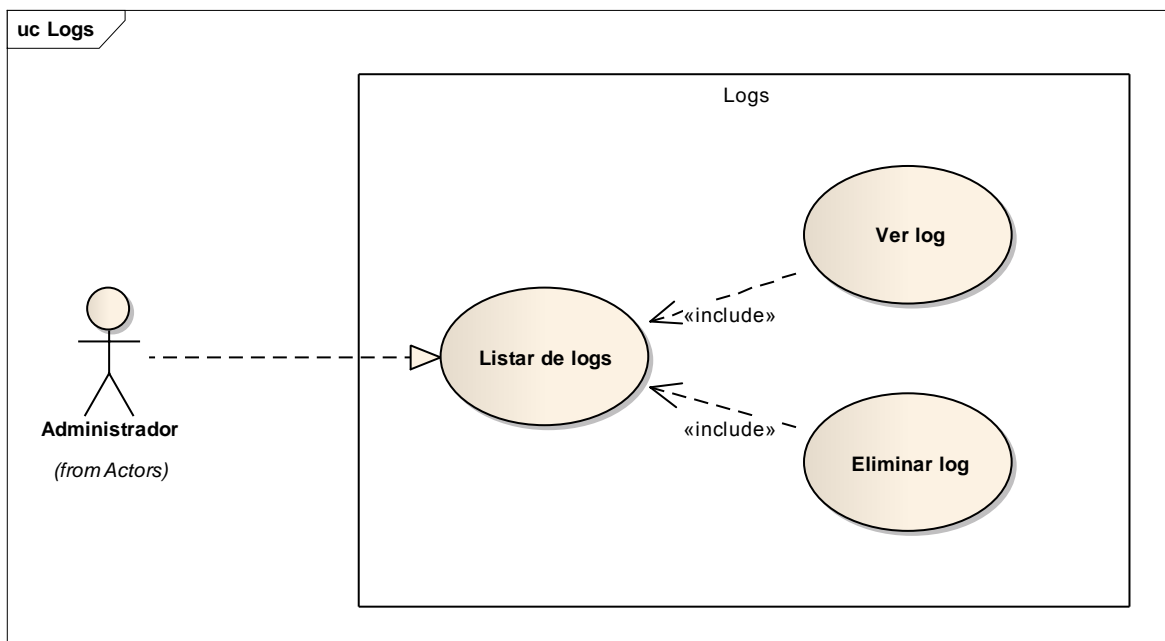 uc Logs
Logs
Ver log
«include»
Listar de logs
«include»
Eliminar log
Administrador
(from Actors)